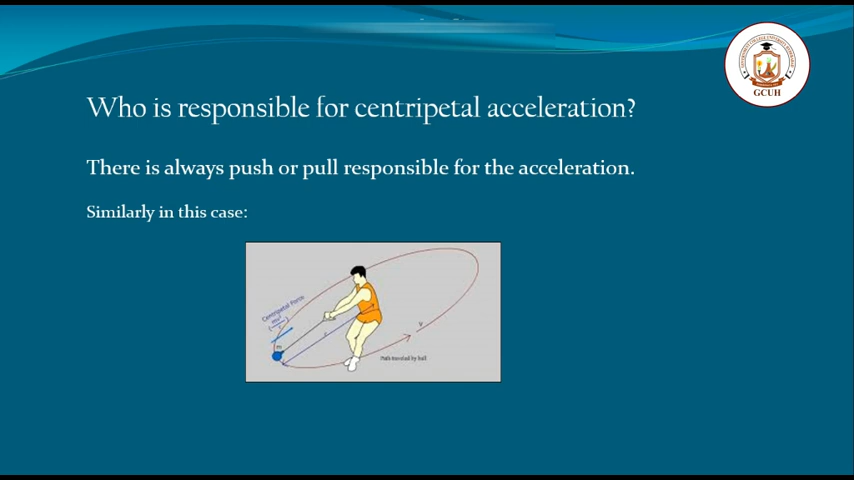 Who is responsible for centripetal acceleration?
There is always push or pull responsible for the acceleration.
Similarly in this case:
Centripetal Force
m
r
v
Path traveled by ball
GCUH